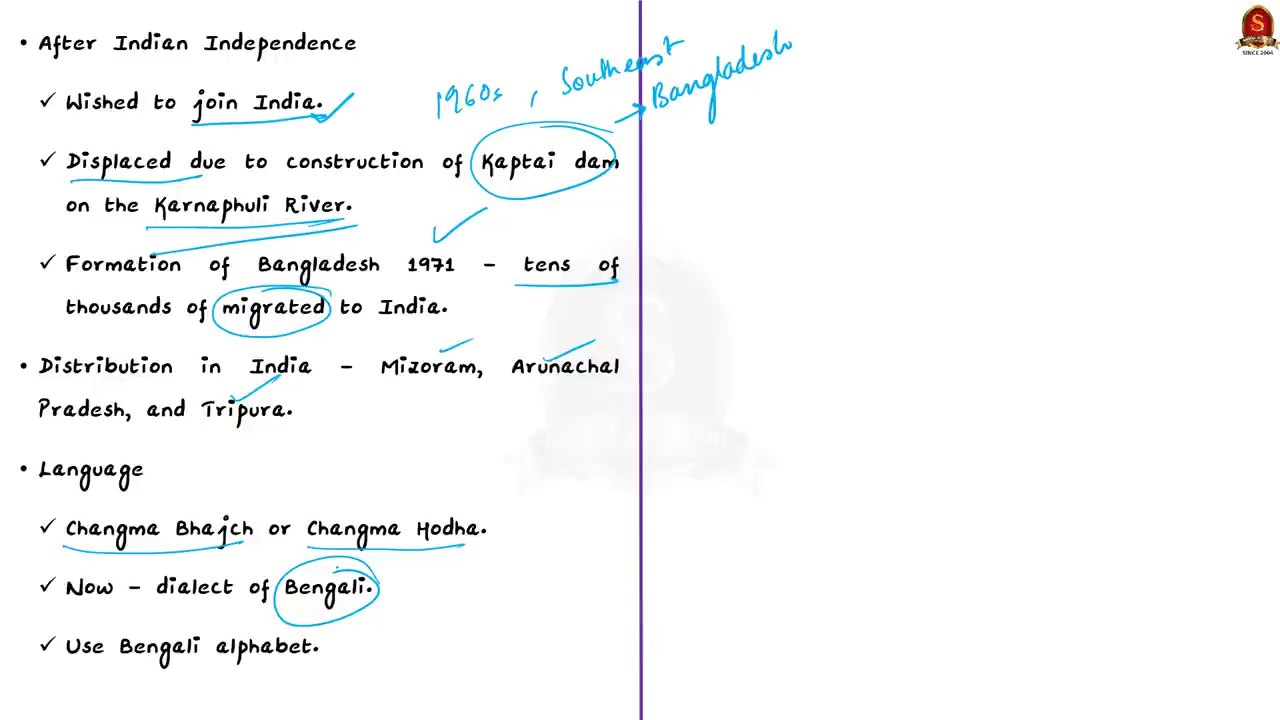 • After Indian Independence
1960s, Southeast
Bangladesh
✓ Wished to join India.
✓ Displaced due to construction of Kaptai dam
on the Karnaphuli River.
✓ Formation of Bangladesh 1971 – tens of
thousands of migrated to India.
• Distribution in India – Mizoram, Arunachal
Pradesh, and Tripura.
• Language
✓ Changma Bhajch or Changma Hodha.
✓ Now – dialect of Bengali.
✓ Use Bengali alphabet.
S
SINCE 2004